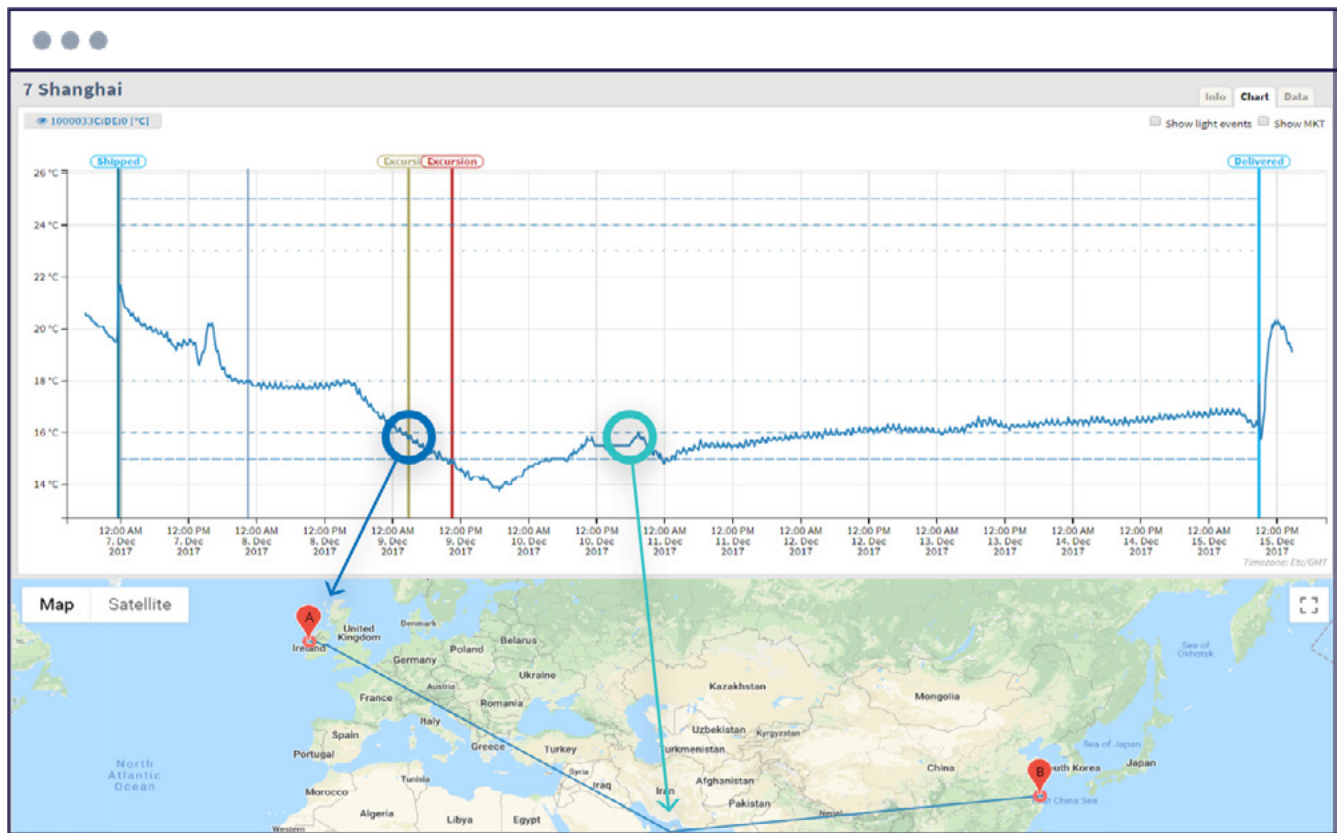 7 Shanghai
Info Chart Data
Show light events Show MKT
Shipped
Excursion
Delivered
26 °C
24 °C
22 °C
20 °C
18 °C
16 °C
14 °C
12:00 AM 12:00 PM 12:00 AM 12:00 PM 12:00 AM 12:00 PM 12:00 AM 12:00 PM 12:00 AM 12:00 PM 12:00 AM 12:00 PM 12:00 AM 12:00 PM 12:00 AM 12:00 PM 12:00 AM 12:00 PM
7. Dec 7. Dec 8. Dec 8. Dec 9. Dec 9. Dec 10. Dec 10. Dec 11. Dec 11. Dec 12. Dec 12. Dec 13. Dec 13. Dec 14. Dec 14. Dec 15. Dec 15. Dec
2017 2017 2017 2017 2017 2017 2017 2017 2017 2017 2017 2017 2017 2017 2017 2017 2017 2017
Timezone: Etc/GMT
Map Satellite
A
United
Kingdom
Ireland
Denmark
Belarus
Poland
Germany
Ukraine
Austria
France
Romania
Italy
Spain
Portugal
Greece
Turkey
Syria
Iraq
Iran
Tunisia
Morocco
Algeria
Libya
Egypt
Western
North
Atlantic
Ocean
Kazakhstan
Mongolia
Uzbekistan
Kyrgyzstan
Turkmenistan
Afghanistan
Pakistan
Nepal
China
B
outh Korea
Japan
Sea of Japan
Sea of
Okhotsk
t China Sea